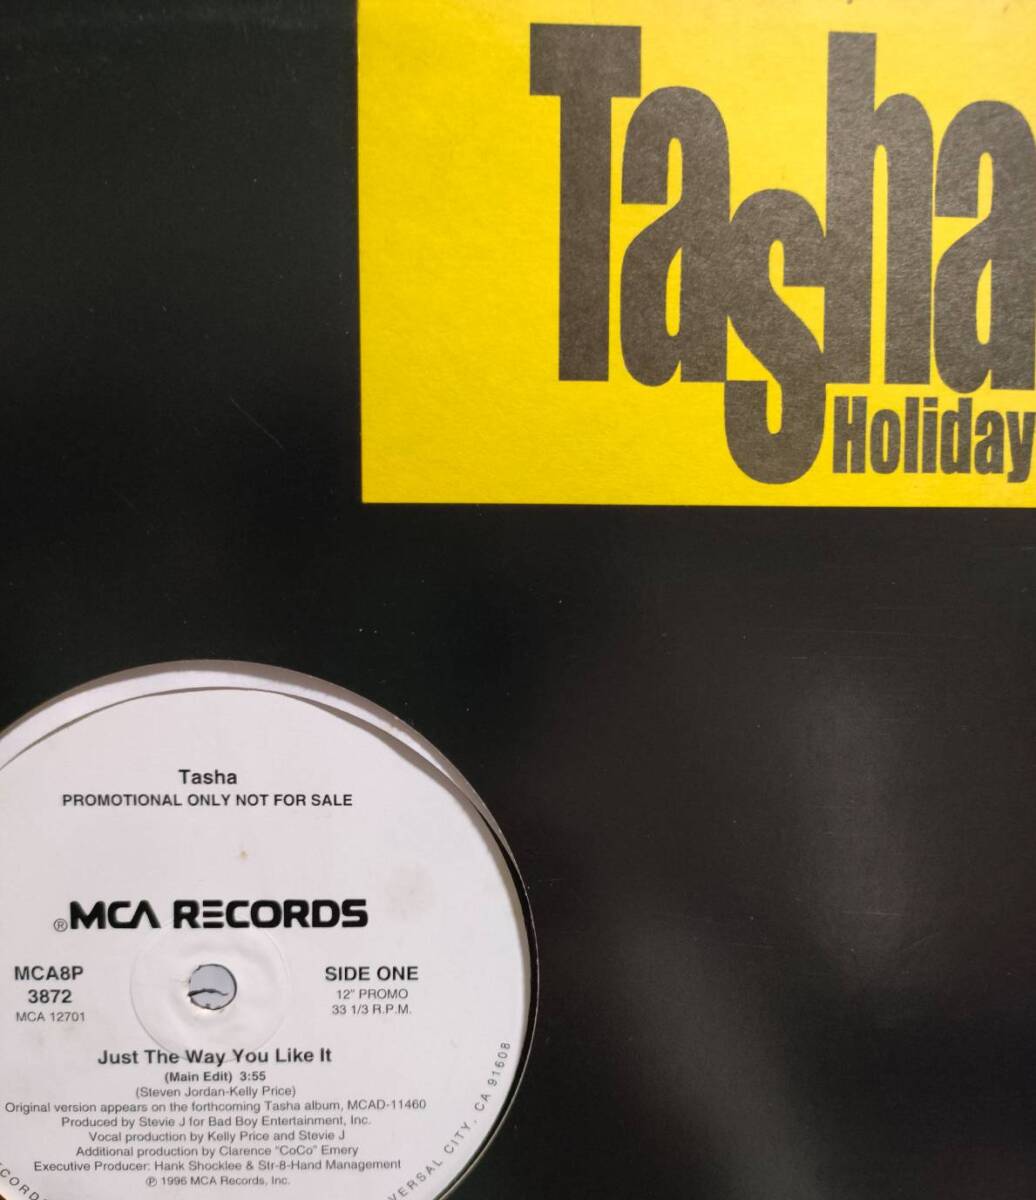 Tasha
Holiday
Tasha
PROMOTIONAL ONLY NOT FOR SALE
®MCA RECORDS
MCA8P
3872
MCA 12701
SIDE ONE
12" PROMO
33 1/3 R.P.M.
Just The Way You Like It
(Main Edit) 3:55
(Steven Jordan-Kelly Price)
Original version appears on the forthcoming Tasha album, MCAD-11460
Produced by Stevie J for Bad Boy Entertainment, Inc.
Vocal production by Kelly Price and Stevie J
Additional production by Clarence "CoCo" Emery
Executive Producer: Hank Shocklee & Str-8-Hand Management
℗ 1996 MCA Records, Inc.
CITY, CA 91608